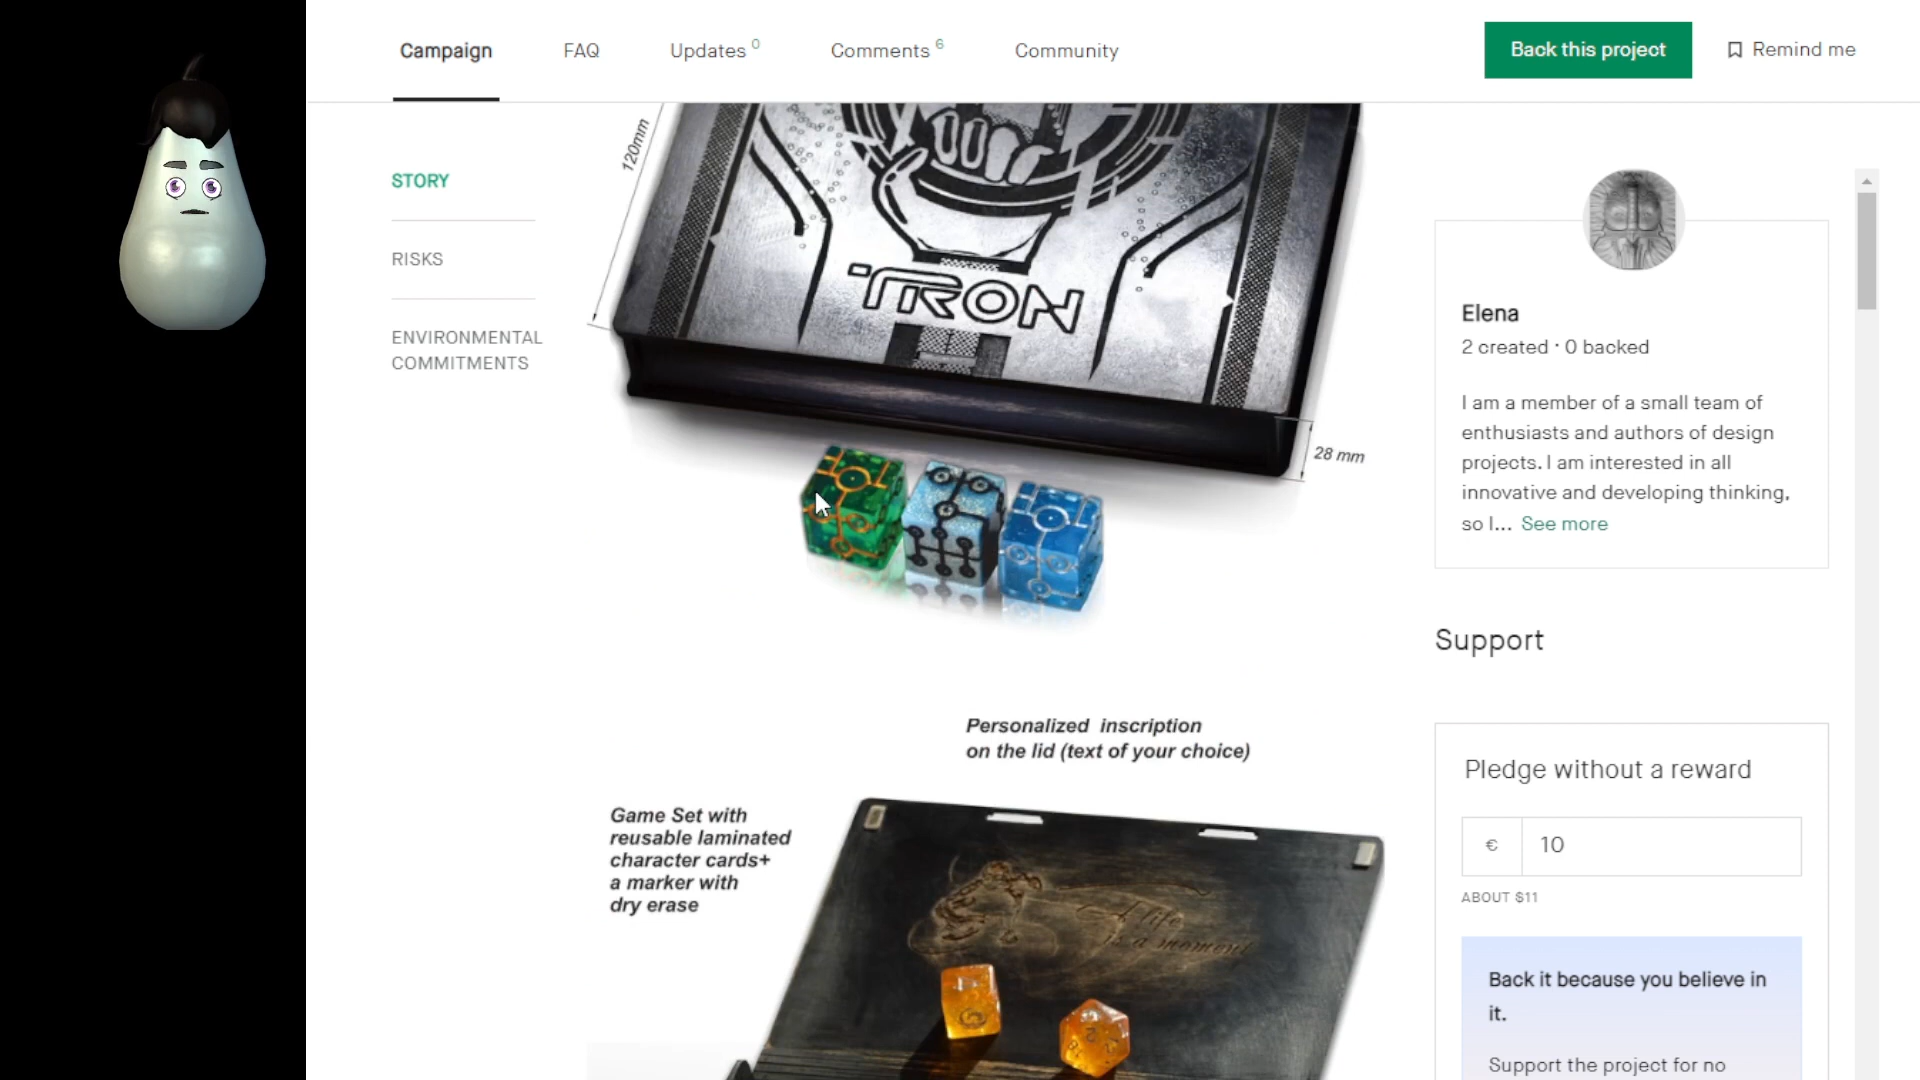 Campaign
FAQ
Updates 0
Comments 6
Community
Back this project
Remind me
STORY
RISKS
ENVIRONMENTAL
COMMITMENTS
120mm
TRON
28 mm
Personalized inscription
on the lid (text of your choice)
Game Set with
reusable laminated
character cards+
a marker with
dry erase
life
is a moment
Elena
2 created · 0 backed
I am a member of a small team of
enthusiasts and authors of design
projects. I am interested in all
innovative and developing thinking,
so I... See more
Support
Pledge without a reward
€ 10
ABOUT $11
Back it because you believe in
it.
Support the project for no